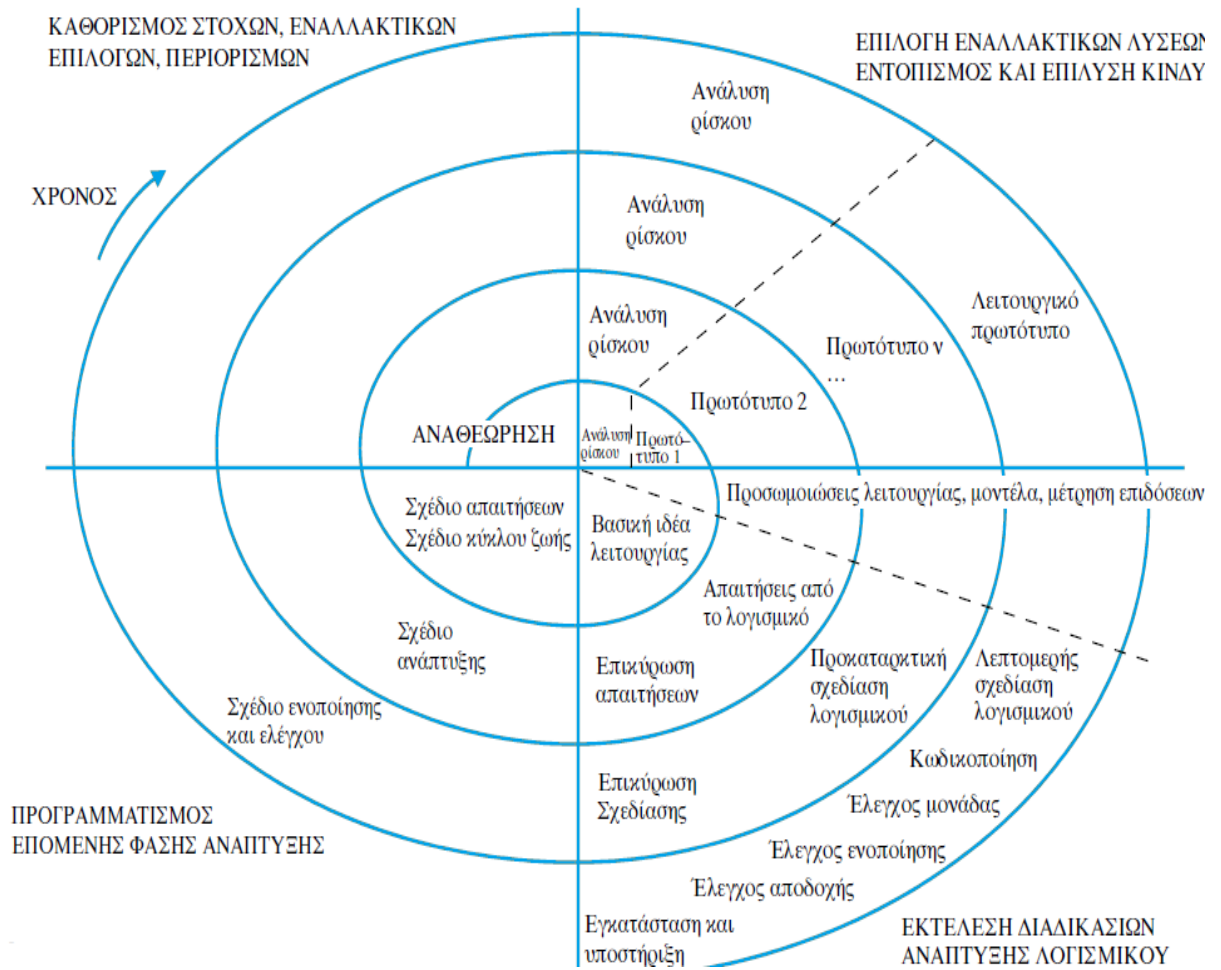 ΚΑΘΟΡΙΣΜΟΣ ΣΤΟΧΩΝ, ΕΝΑΛΛΑΚΤΙΚΩΝ
ΕΠΙΛΟΓΩΝ, ΠΕΡΙΟΡΙΣΜΩΝ
ΕΠΙΛΟΓΗ ΕΝΑΛΛΑΚΤΙΚΩΝ ΛΥΣΕΩΝ
ΕΝΤΟΠΙΣΜΟΣ ΚΑΙ ΕΠΙΛΥΣΗ ΚΙΝΔΥ
ΧΡΟΝΟΣ
Ανάλυση
ρίσκου
Ανάλυση
ρίσκου
Ανάλυση
ρίσκου
Λειτουργικό
πρωτότυπο
Πρωτότυπο ν
...
Πρωτότυπο 2
ΑΝΑΘΕΩΡΗΣΗ
Ανάλυση
ρίσκου
Πρωτό–
τυπο 1
Προσωμοιώσεις λειτουργίας, μοντέλα, μέτρηση επιδόσεων
Σχέδιο απαιτήσεων
Σχέδιο κύκλου ζωής
Βασική ιδέα
λειτουργίας
Απαιτήσεις από
το λογισμικό
Σχέδιο
ανάπτυξης
Επικύρωση
απαιτήσεων
Προκαταρκτική
σχεδίαση
λογισμικού
Λεπτομερής
σχεδίαση
λογισμικού
Σχέδιο ενοποίησης
και ελέγχου
Κωδικοποίηση
Επικύρωση
Σχεδίασης
Έλεγχος μονάδας
ΠΡΟΓΡΑΜΜΑΤΙΣΜΟΣ
ΕΠΟΜΕΝΗΣ ΦΑΣΗΣ ΑΝΑΠΤΥΞΗΣ
Έλεγχος ενοποίησης
Έλεγχος αποδοχής
Εγκατάσταση και
υποστήριξη
ΕΚΤΕΛΕΣΗ ΔΙΑΔΙΚΑΣΙΩΝ
ΑΝΑΠΤΥΞΗΣ ΛΟΓΙΣΜΙΚΟΥ